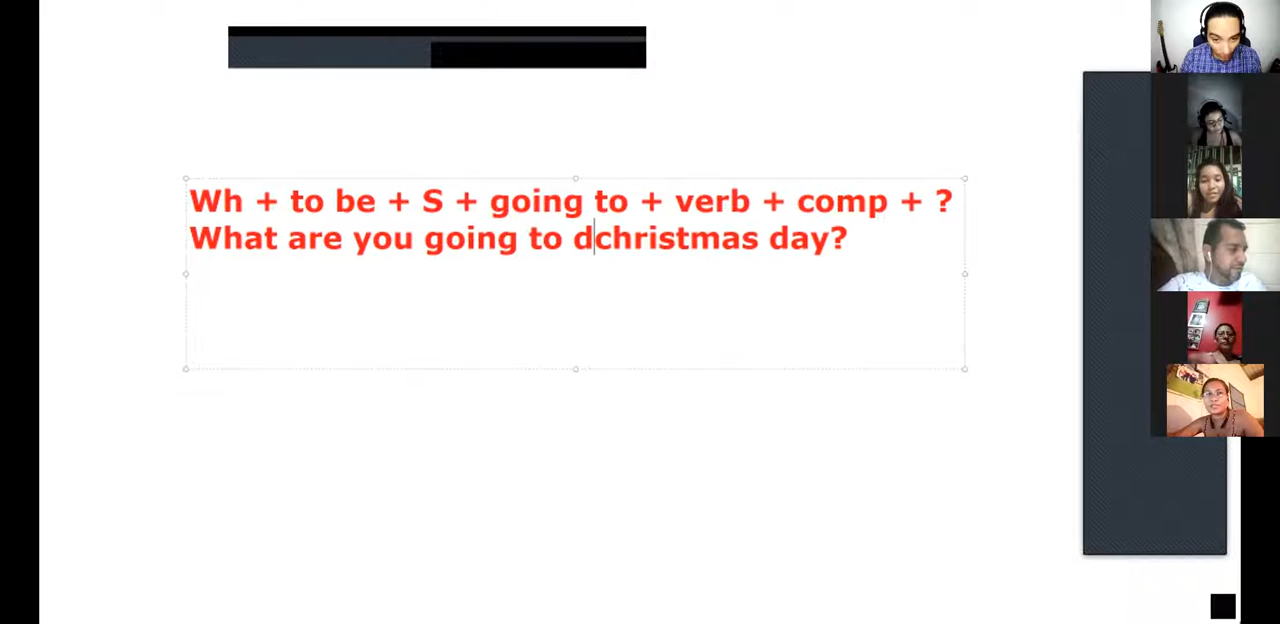 Wh + to be + S + going to + verb + comp + ?
What are you going to dchristmas day?